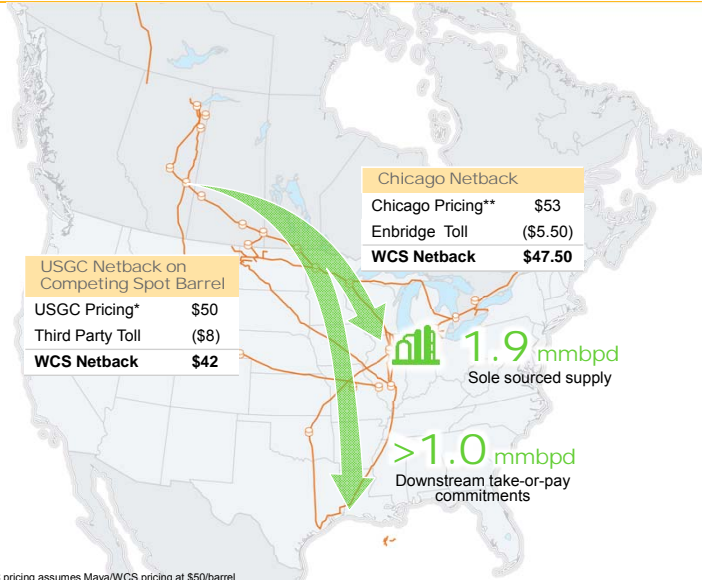 Chicago Netback
Chicago Pricing** $53
Enbridge Toll ($5.50)
WCS Netback $47.50
USGC Netback on
Competing Spot Barrel
USGC Pricing* $50
Third Party Toll ($8)
WCS Netback $42
1.9 mmbpd
Sole sourced supply
>1.0 mmbpd
Downstream take-or-pay
commitments
pricing assumes Maya/WCS pricing at $50/barrel